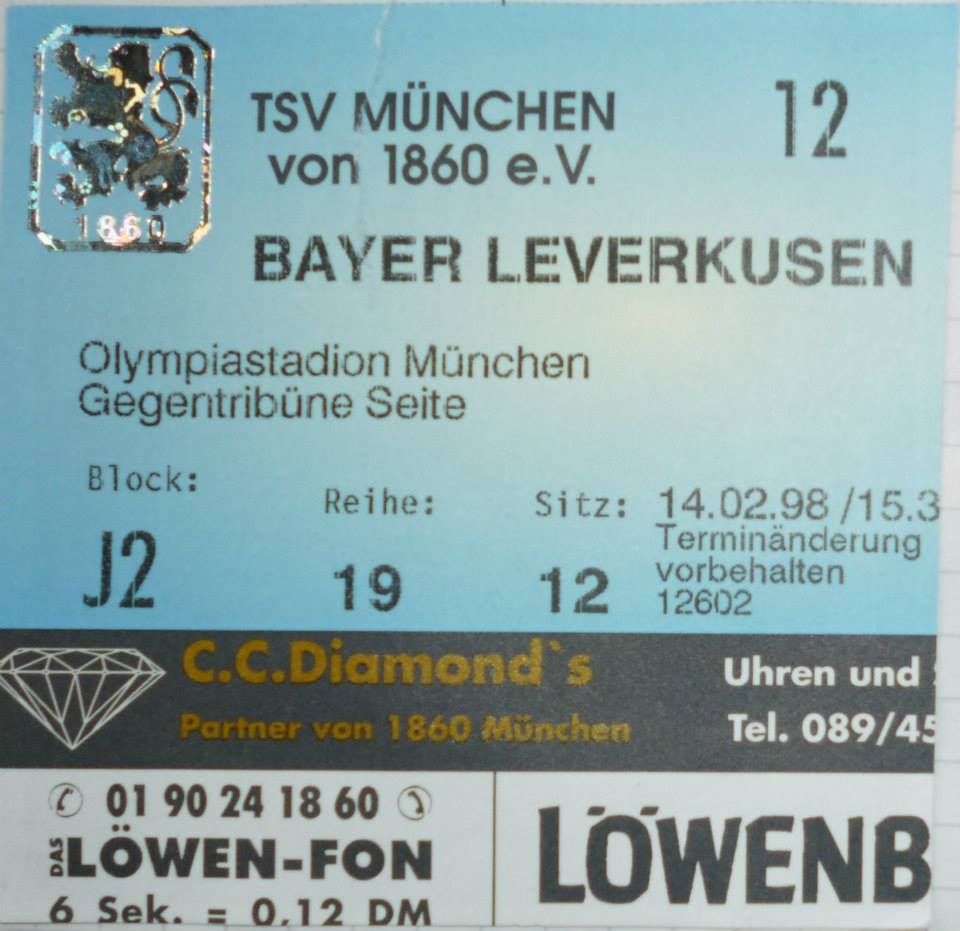 1860
TSV MÜNCHEN
von 1860 e.V.
12
BAYER LEVERKUSEN
Olympiastadion München
Gegentribüne Seite
Block:
J2
Reihe:
19
Sitz:
12
14.02.98 /15.3
Terminänderung
vorbehalten
12602
C.C.Diamond`s
Partner von 1860 München
Uhren und
Tel. 089/45
01 90 24 18 60
DAS LÖWEN-FON
6 Sek. = 0,12 DM
LÖWENB